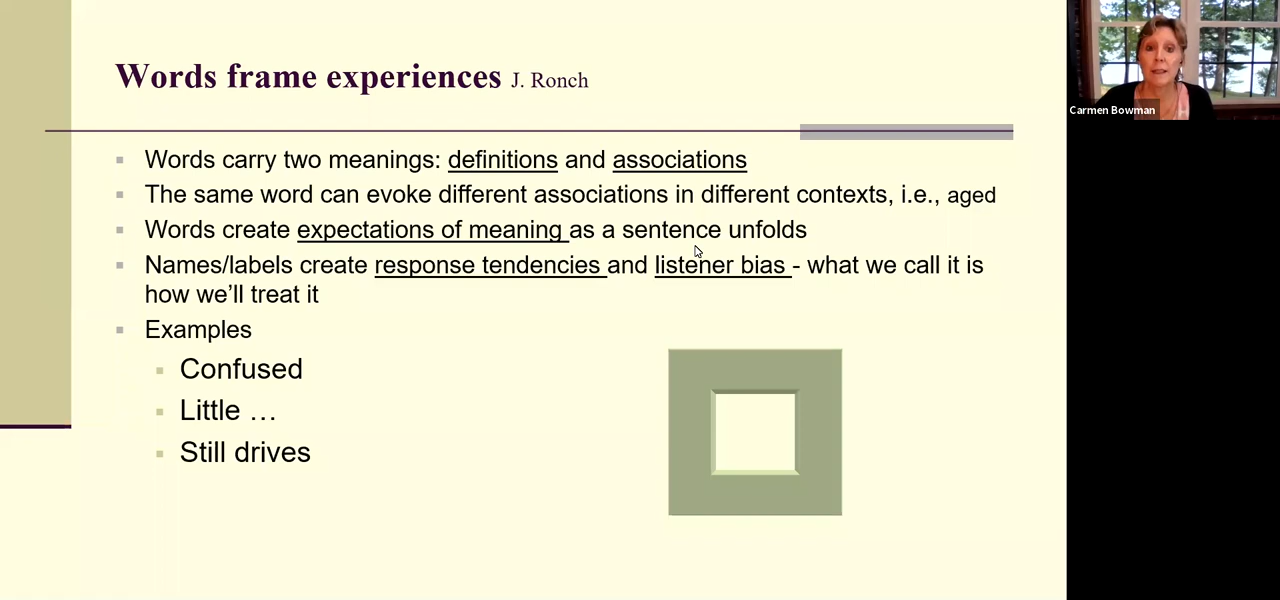 Words frame experiences J. Ronch
Words carry two meanings: definitions and associations
The same word can evoke different associations in different contexts, i.e., aged
Words create expectations of meaning as a sentence unfolds
Names/labels create response tendencies and listener bias - what we call it is
how we’ll treat it
Examples
Confused
Little …
Still drives
Carmen Bowman